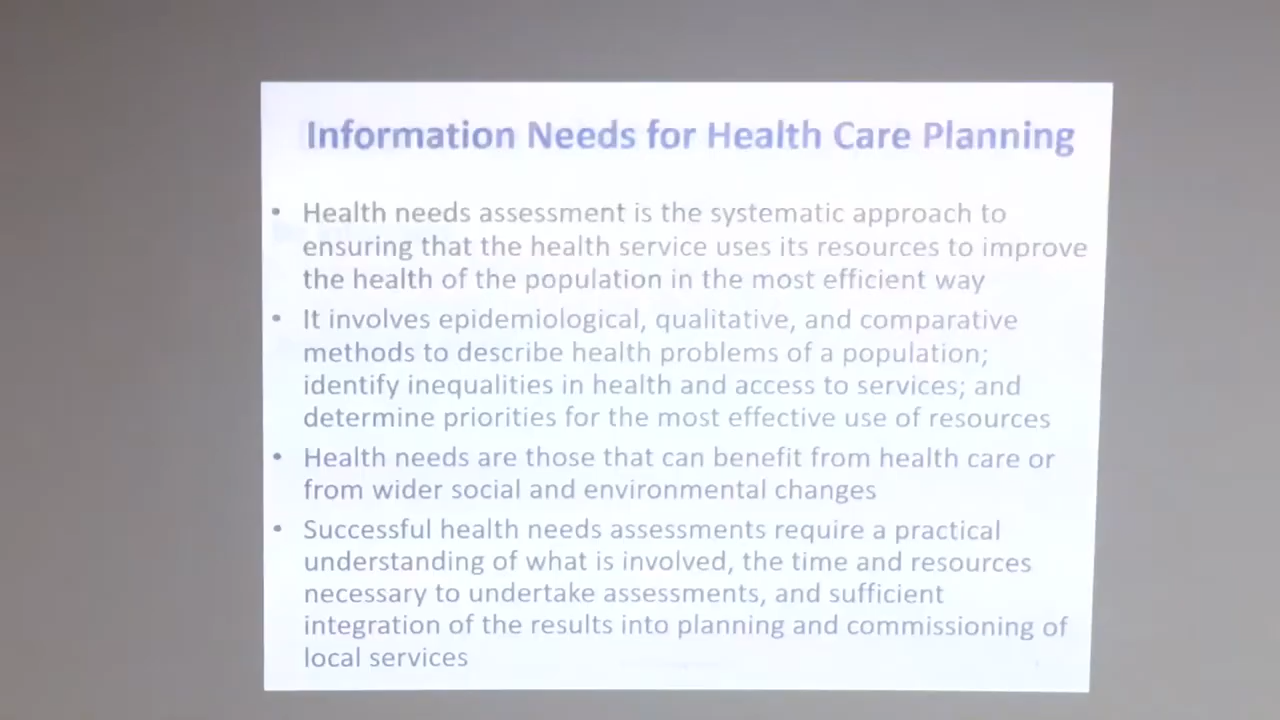 Information Needs for Health Care Planning
• Health needs assessment is the systematic approach to
ensuring that the health service uses its resources to improve
the health of the population in the most efficient way
• It involves epidemiological, qualitative, and comparative
methods to describe health problems of a population;
identify inequalities in health and access to services; and
determine priorities for the most effective use of resources
• Health needs are those that can benefit from health care or
from wider social and environmental changes
• Successful health needs assessments require a practical
understanding of what is involved, the time and resources
necessary to undertake assessments, and sufficient
integration of the results into planning and commissioning of
local services